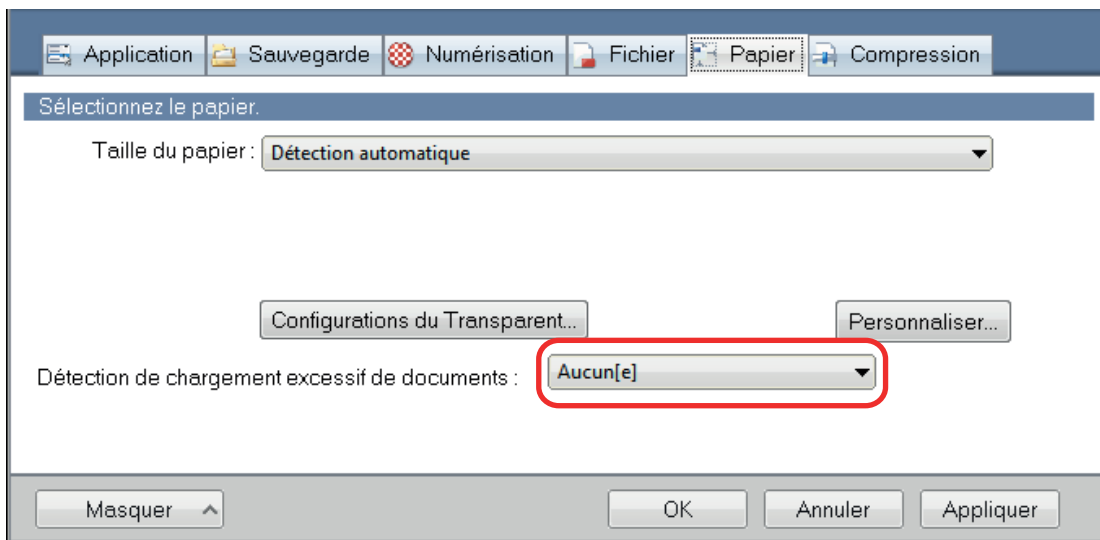 Application Sauvegarde Numérisation Fichier Papier Compression
Sélectionnez le papier.
Taille du papier : Détection automatique
Configurations du Transparent... Personnaliser...
Détection de chargement excessif de documents : Aucun[e]
Masquer OK Annuler Appliquer